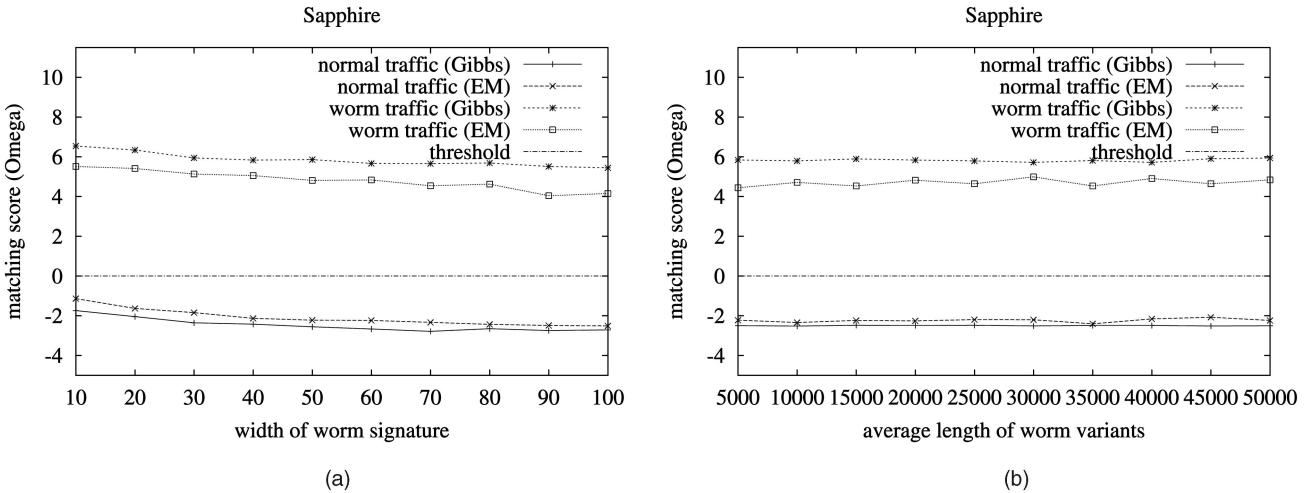 Sapphire
normal traffic (Gibbs)
normal traffic (EM)
worm traffic (Gibbs)
worm traffic (EM)
threshold
10
8
6
4
2
0
-2
-4
matching score (Omega)
10 20 30 40 50 60 70 80 90 100
width of worm signature
(a)
Sapphire
normal traffic (Gibbs)
normal traffic (EM)
worm traffic (Gibbs)
worm traffic (EM)
threshold
10
8
6
4
2
0
-2
-4
matching score (Omega)
5000 10000 15000 20000 25000 30000 35000 40000 45000 50000
average length of worm variants
(b)